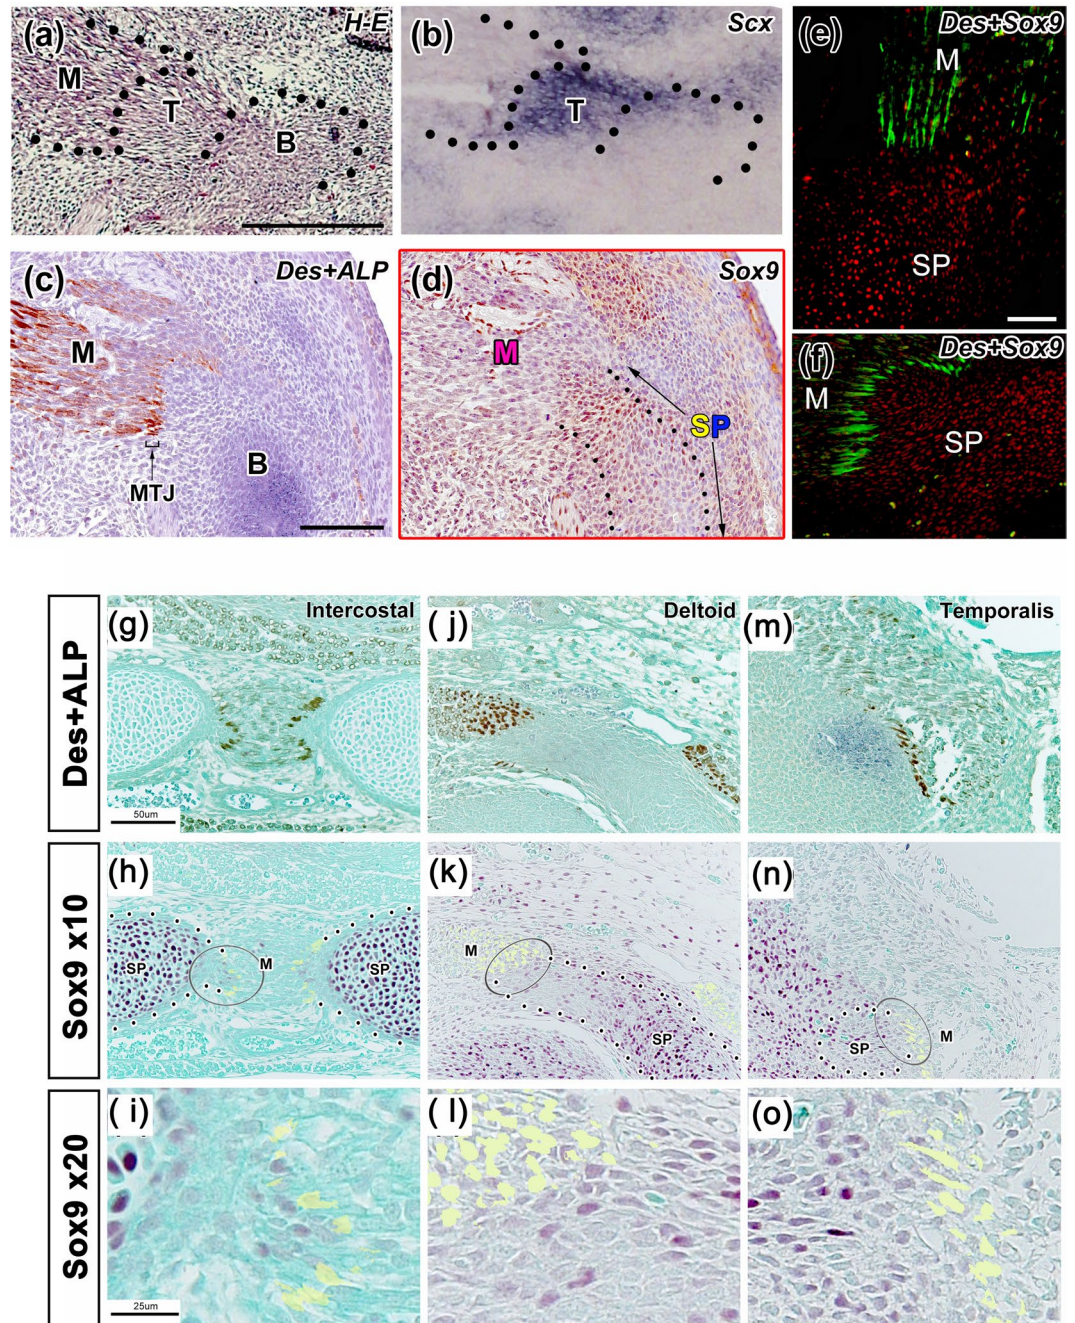 (a)
H-E
M
T
B
(b)
Scx
T
(c)
Des+ALP
M
MTJ
B
(d)
Sox9
M
SP
(e)
Des+Sox9
M
SP
(f)
Des+Sox9
M
SP
Des+ALP
(g)
Intercostal
50um
(j)
Deltoid
(m)
Temporalis
Sox9 x10
(h)
SP
M
SP
(k)
M
SP
(n)
SP
M
Sox9 x20
(i)
25um
(l)
(o)